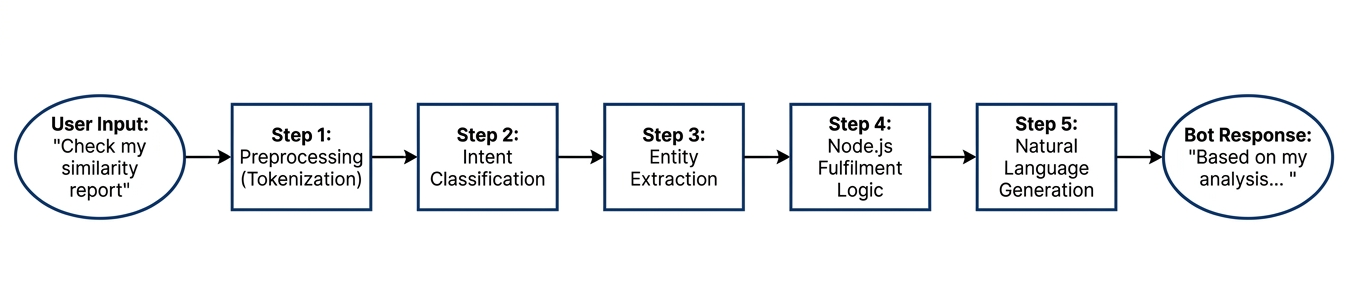 User Input:
"Check my
similarity
report"
Step 1:
Preprocessing
(Tokenization)
Step 2:
Intent
Classification
Step 3:
Entity
Extraction
Step 4:
Node.js
Fulfilment
Logic
Step 5:
Natural
Language
Generation
Bot Response:
"Based on my
analysis... "